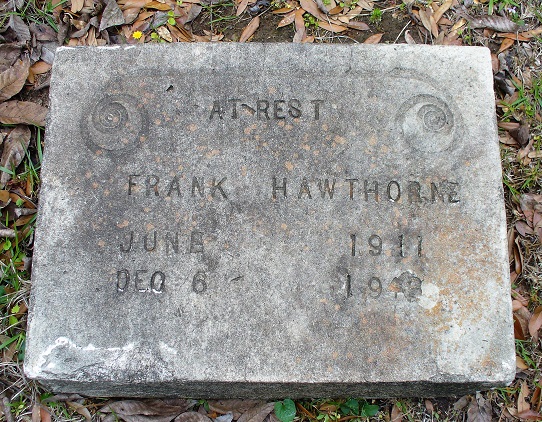 AT REST
FRANK HAWTHORNE
JUNE 1911
DEC 6